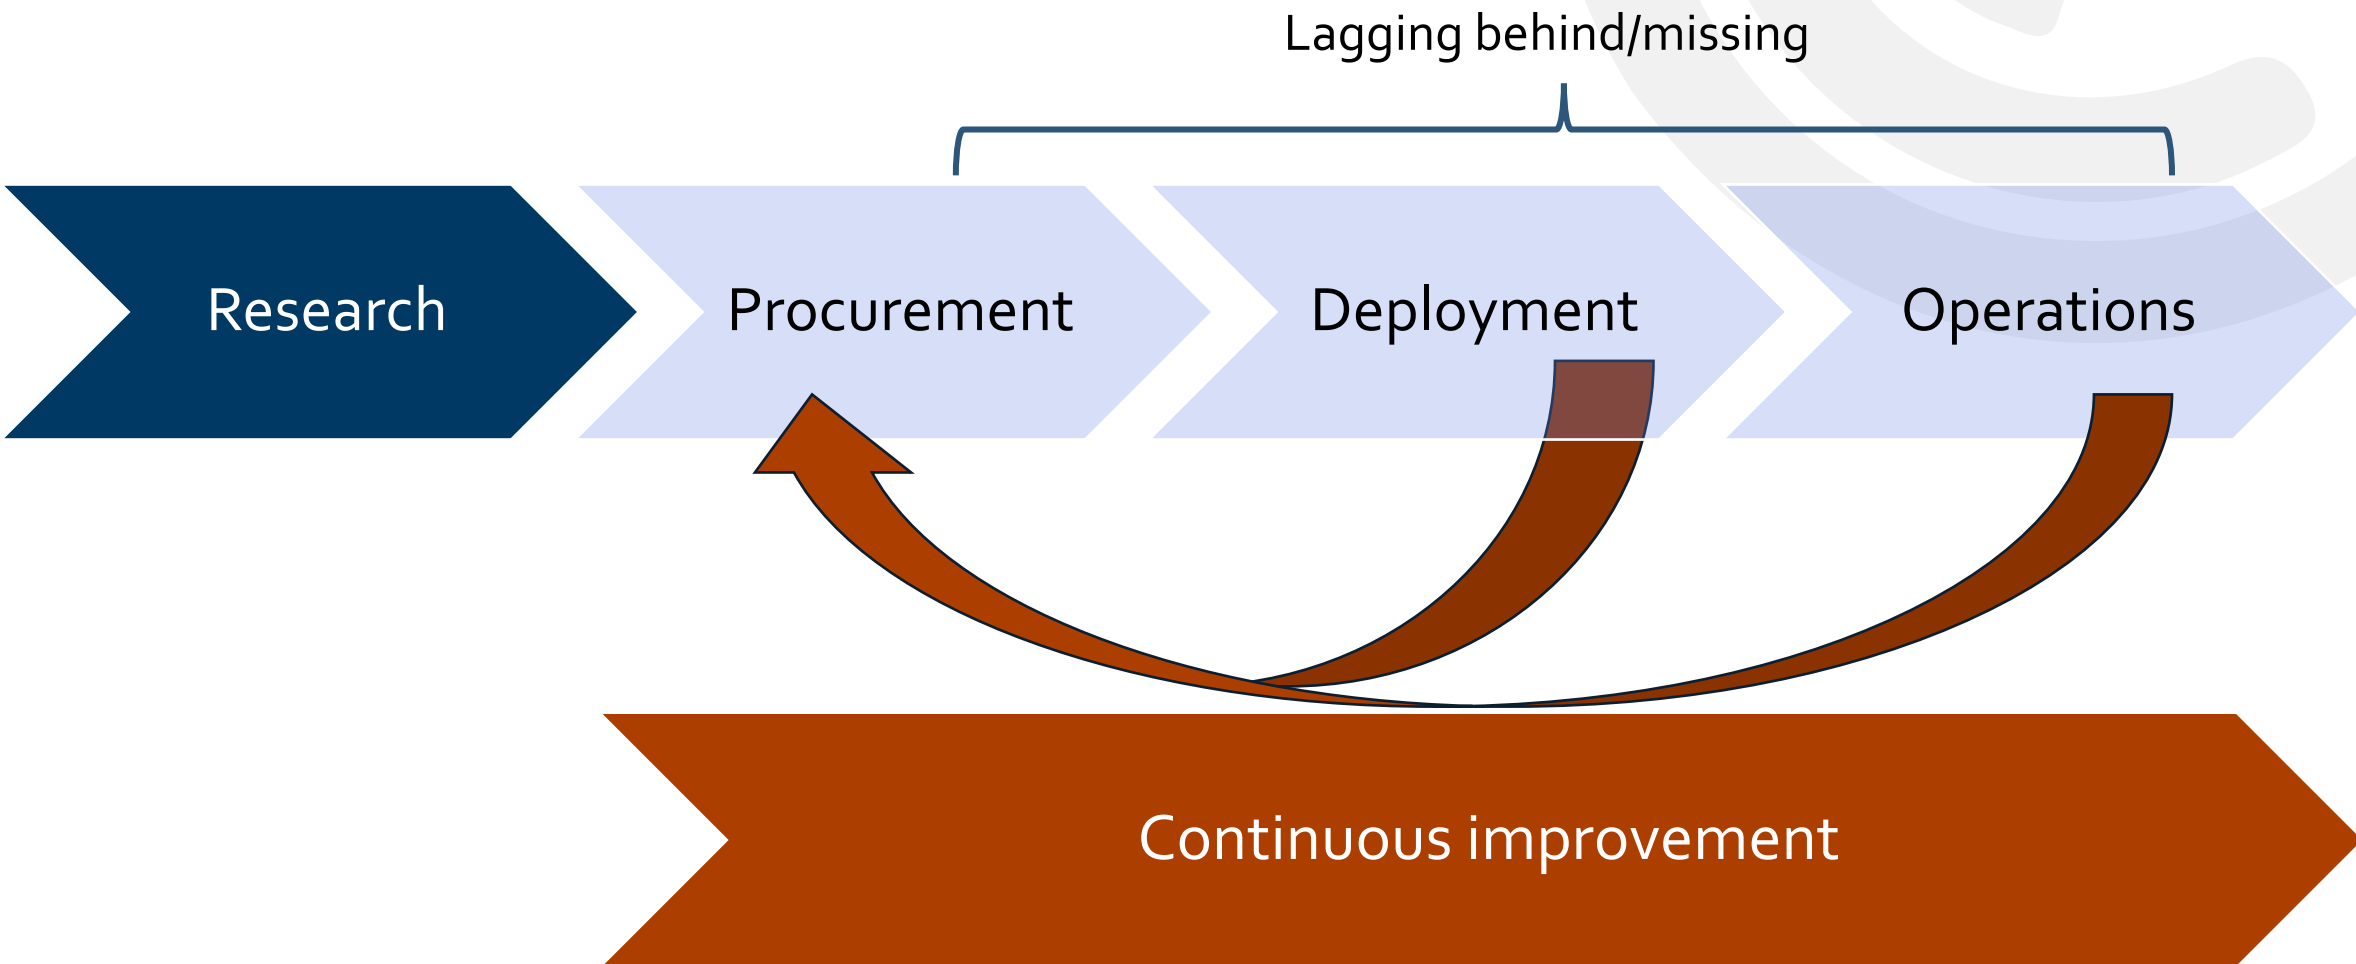 Lagging behind/missing
Research
Procurement
Deployment
Operations
Continuous improvement